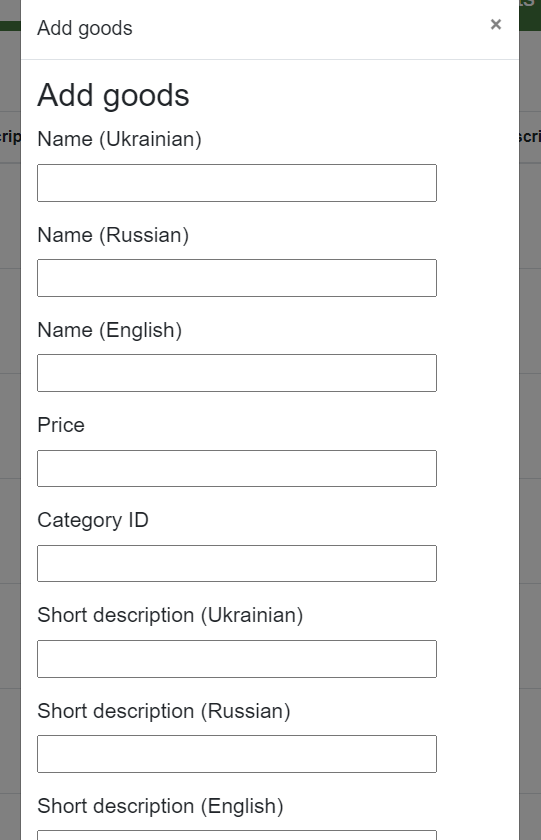 Add goods
×
Add goods
Name (Ukrainian)
Name (Russian)
Name (English)
Price
Category ID
Short description (Ukrainian)
Short description (Russian)
Short description (English)